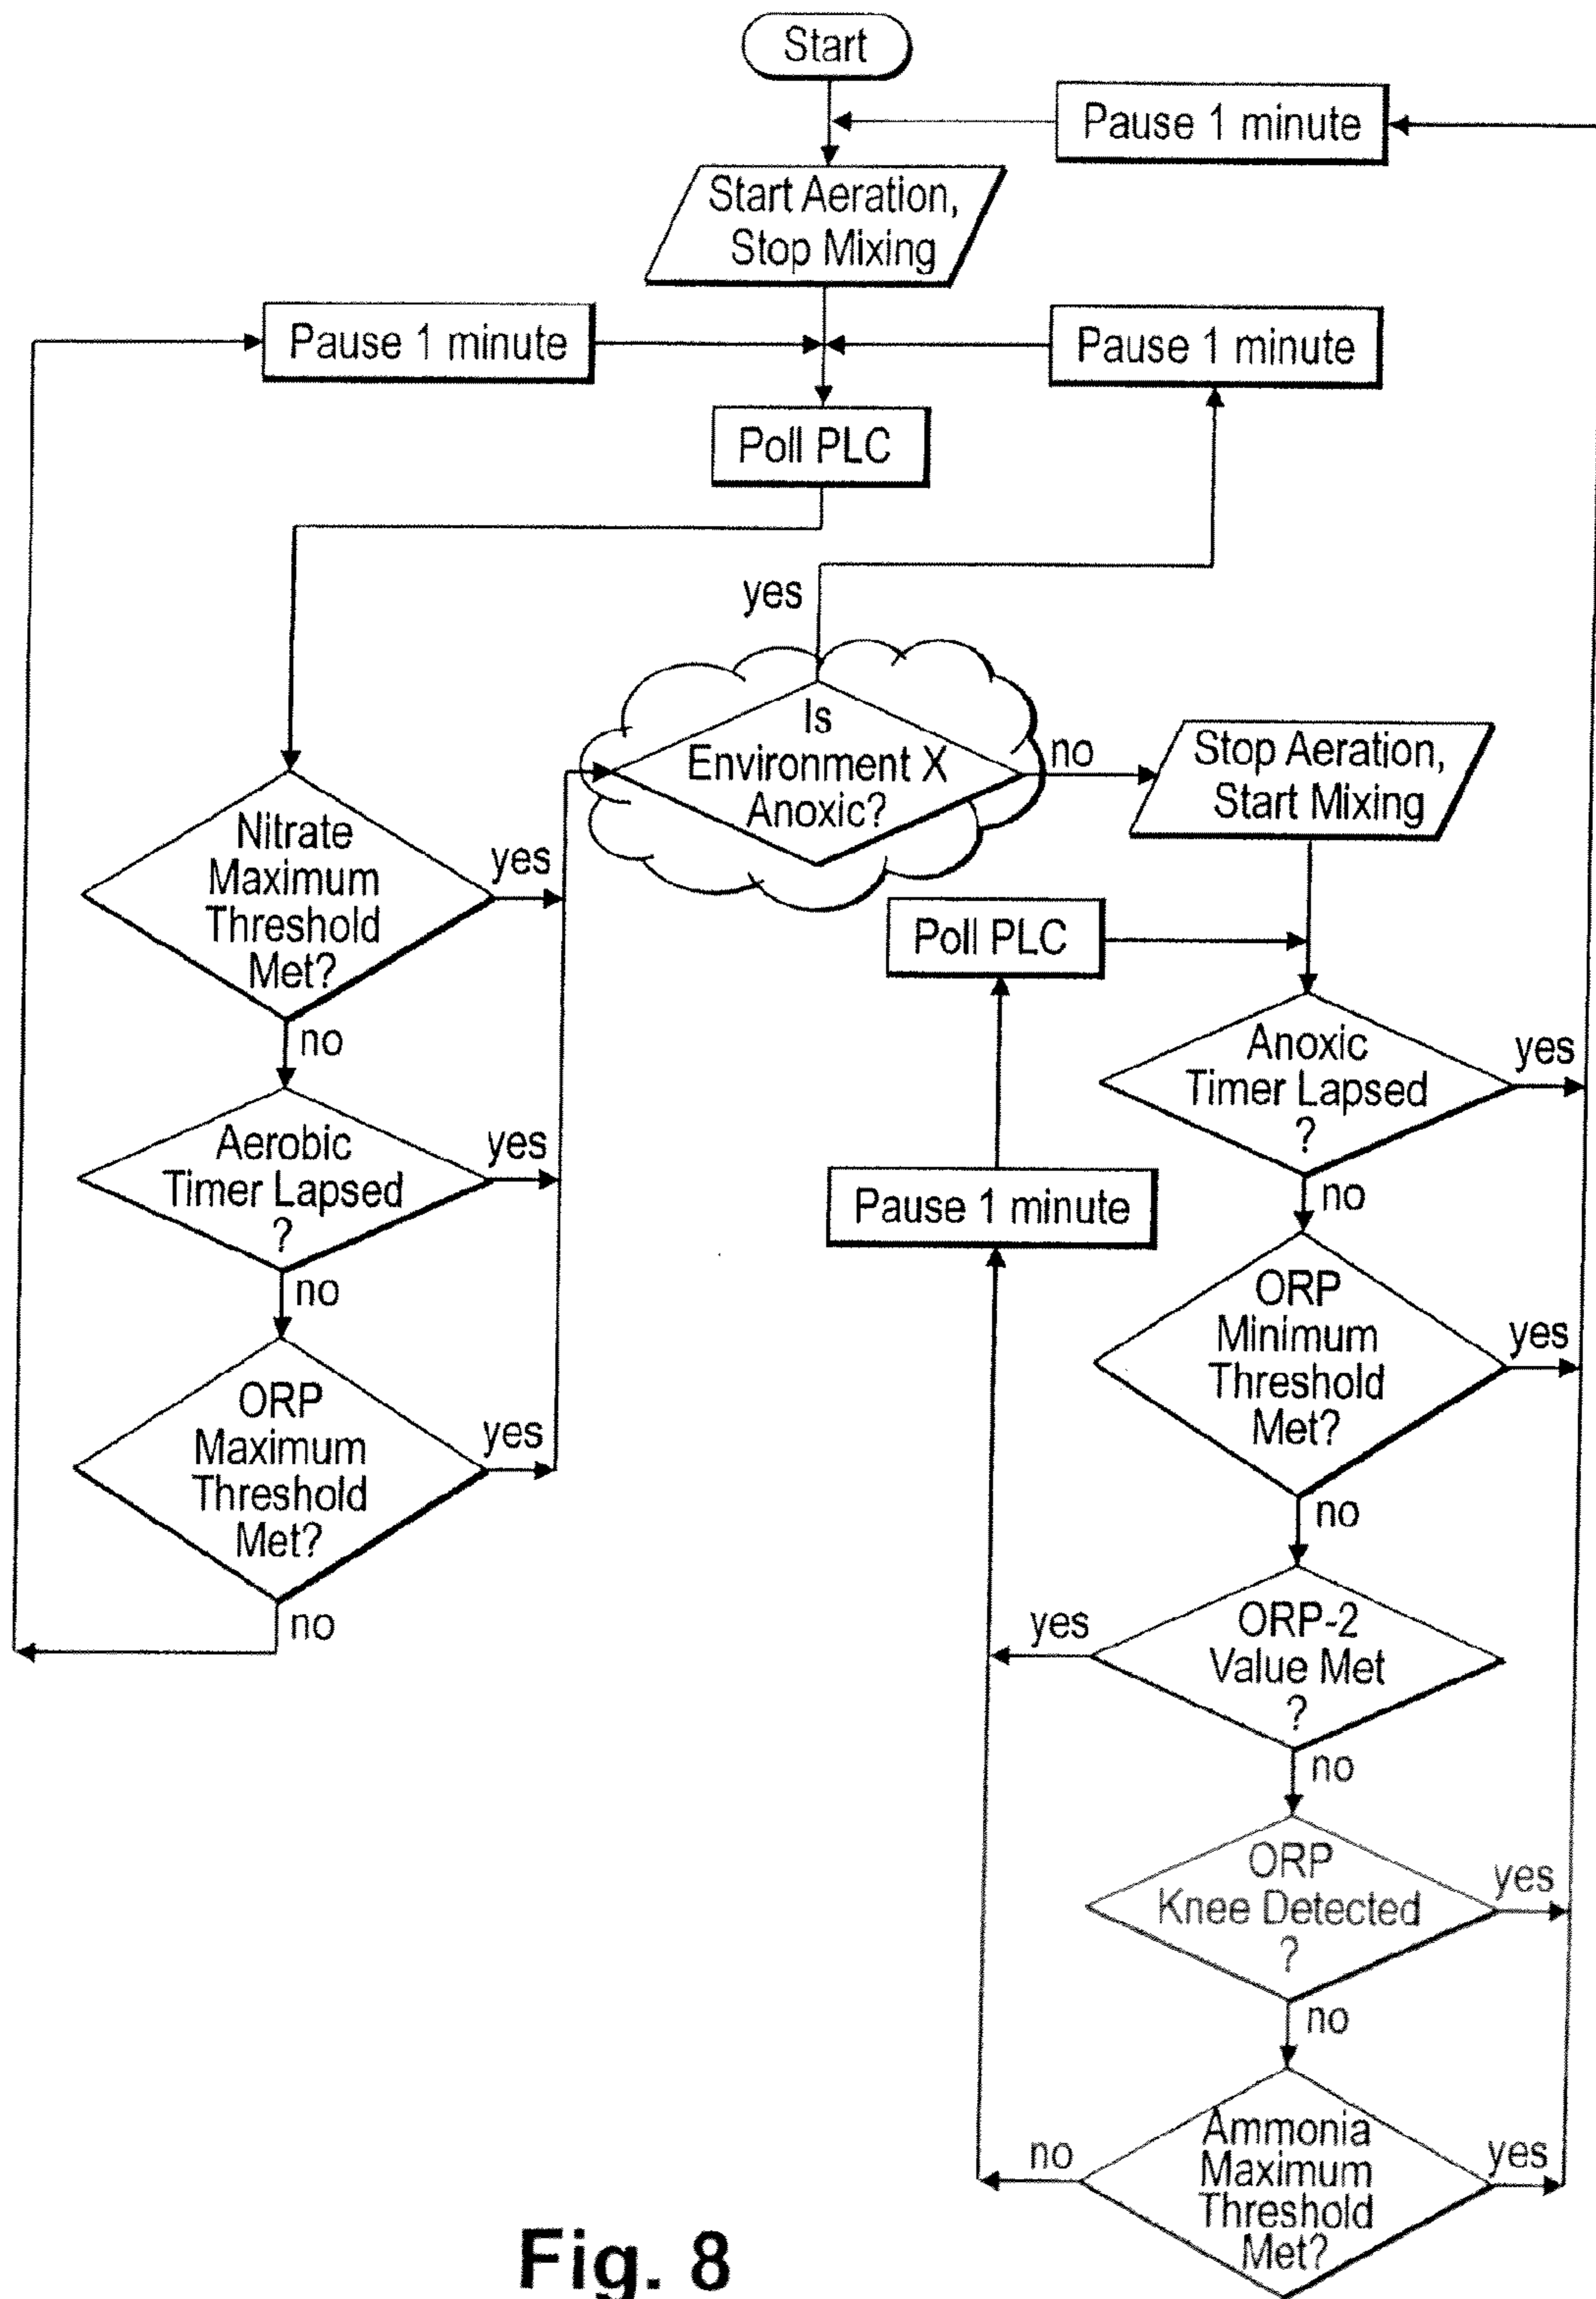 Start
Pause 1 minute
Start Aeration,
Stop Mixing
Pause 1 minute
Pause 1 minute
Poll PLC
yes
Is
Environment X
Anoxic?
no
Stop Aeration,
Start Mixing
Nitrate
Maximum
Threshold
Met?
yes
no
Aerobic
Timer Lapsed
?
yes
no
ORP
Maximum
Threshold
Met?
yes
no
Poll PLC
Pause 1 minute
Anoxic
Timer Lapsed
?
yes
no
ORP
Minimum
Threshold
Met?
yes
no
ORP-2
Value Met
?
yes
no
ORP
Knee Detected
?
yes
no
Ammonia
Maximum
Threshold
Met?
no
yes
Fig. 8